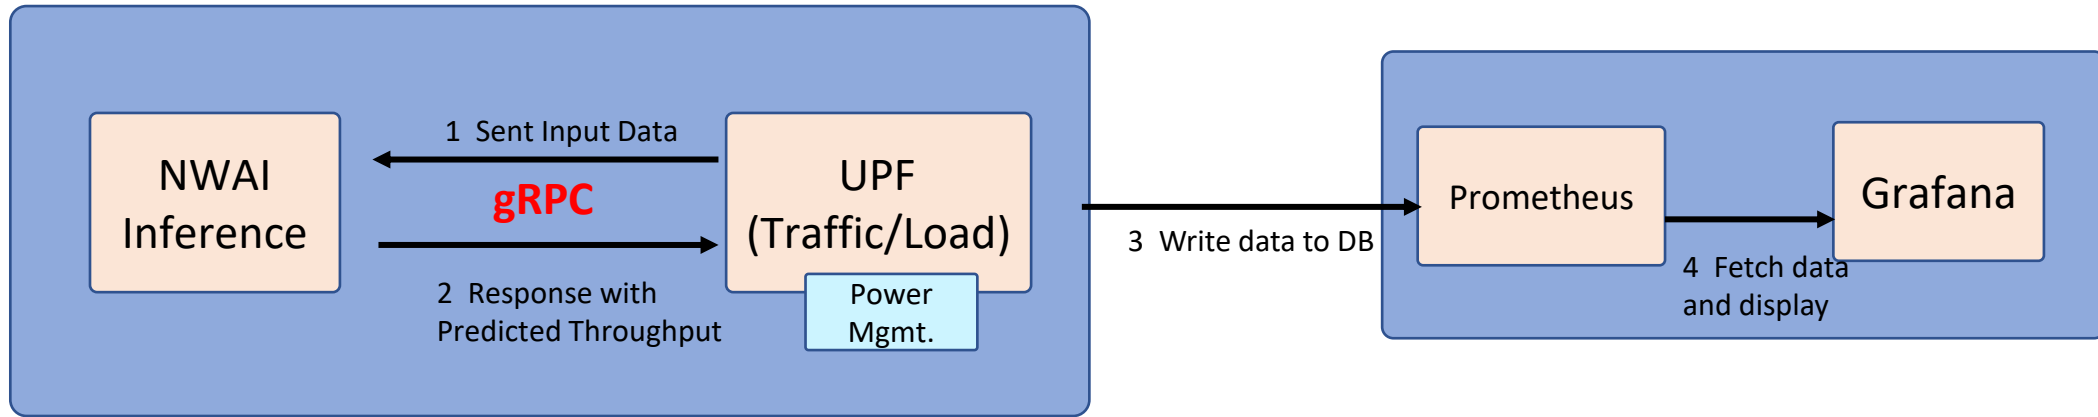 NWAI
Inference
1 Sent Input Data
gRPC
2 Response with
Predicted Throughput
UPF
(Traffic/Load)
Power
Mgmt.
3 Write data to DB
Prometheus
4 Fetch data
and display
Grafana